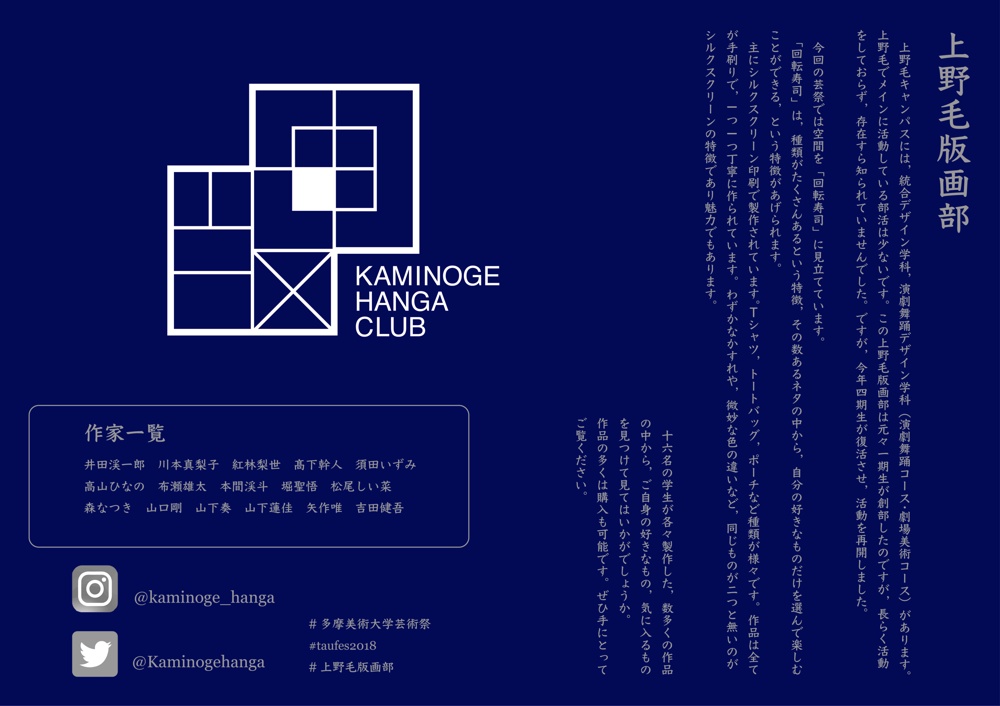 上野毛版画部
上野毛キャンパスには、統合デザイン学科、演劇舞踊デザイン学科（演劇舞踊コース・劇場美術コース）があります。
上野毛でメインに活動している部活は少ないです。この上野毛版画部は元々一期生が創部したのですが、長らく活動
をしておらず、存在すら知られていませんでした。ですが、今年四期生が復活させ、活動を再開しました。
今回の芸祭では空間を「回転寿司」に見立てています。
「回転寿司」は、種類がたくさんあるという特徴、その数あるネタの中から、自分の好きなものだけを選んで楽しむ
ことができる、という特徴があげられます。
主にシルクスクリーン印刷で製作されています。Tシャツ、トートバッグ、ポーチなど種類が様々です。作品は全て
が手刷りで、一つ一つ丁寧に作られています。わずかなかすれや、微妙な色の違いなど、同じものが二つと無いのが
シルクスクリーンの特徴であり魅力でもあります。
十六名の学生が各々製作した、数多くの作品
の中から、ご自身の好きなもの、気に入るもの
を見つけて見てはいかがでしょうか。
作品の多くは購入も可能です。ぜひ手にとって
ご覧ください。
KAMINOGE
HANGA
CLUB
作家一覧
井田渓一郎　川本真梨子　紅林梨世　髙下幹人　須田いずみ
高山ひなの　布瀬雄太　本間渓斗　堀聖悟　松尾しい菜
森なつき　山口剛　山下奏　山下蓮佳　矢作唯　吉田健吾
@kaminoge_hanga
@Kaminogehanga
# 多摩美術大学芸術祭
#taufes2018
# 上野毛版画部